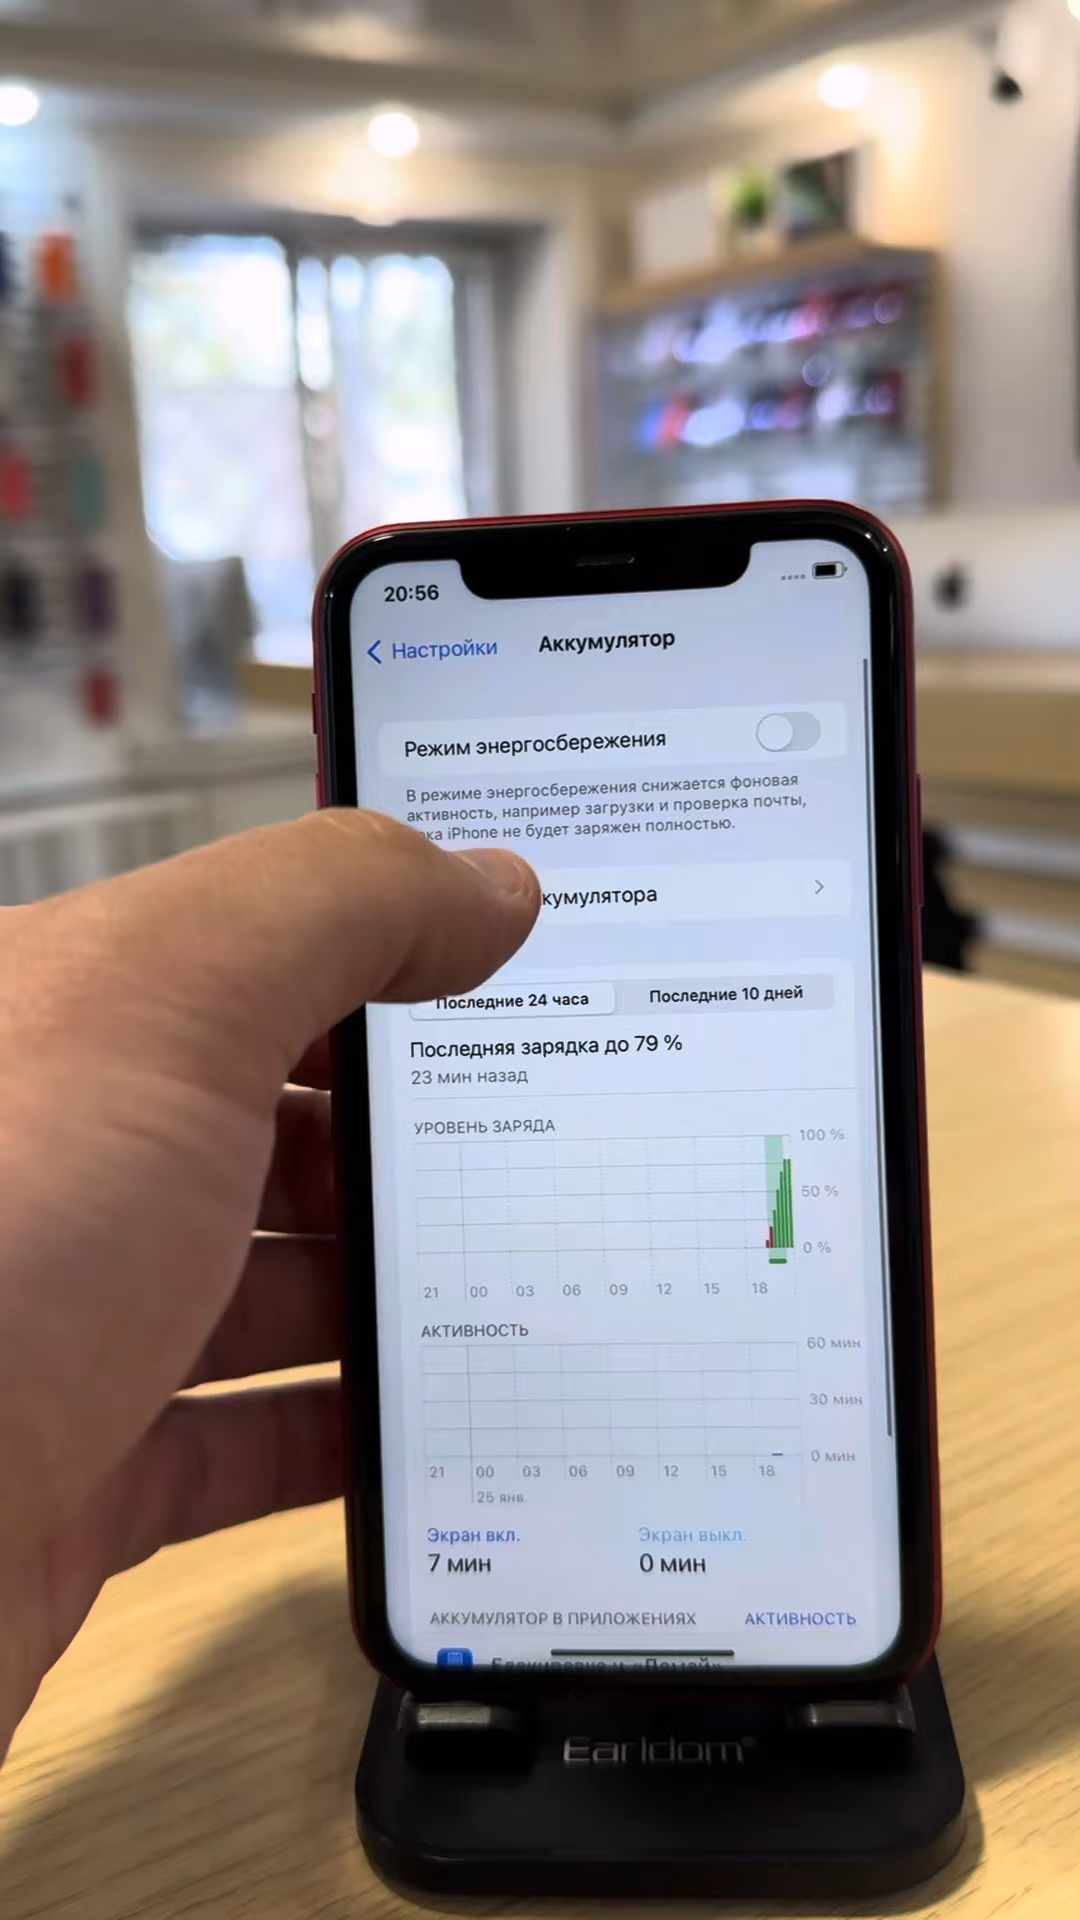 20:56
Настройки
Аккумулятор
Режим энергосбережения
В режиме энергосбережения снижается фоновая
активность, например загрузки и проверка почты,
ока iPhone не будет заряжен полностью.
кумулятора
Последние 24 часа
Последние 10 дней
Последняя зарядка до 79 %
23 мин назад
УРОВЕНЬ ЗАРЯДА
100 %
50 %
0 %
21 00 03 06 09 12 15 18
АКТИВНОСТЬ
60 мин
30 мин
0 мин
21 00 03 06 09 12 15 18
25 янв.
Экран вкл.
Экран выкл.
7 мин
0 мин
АККУМУЛЯТОР В ПРИЛОЖЕНИЯХ
АКТИВНОСТЬ
Блокировка и «Домой»
Earldom